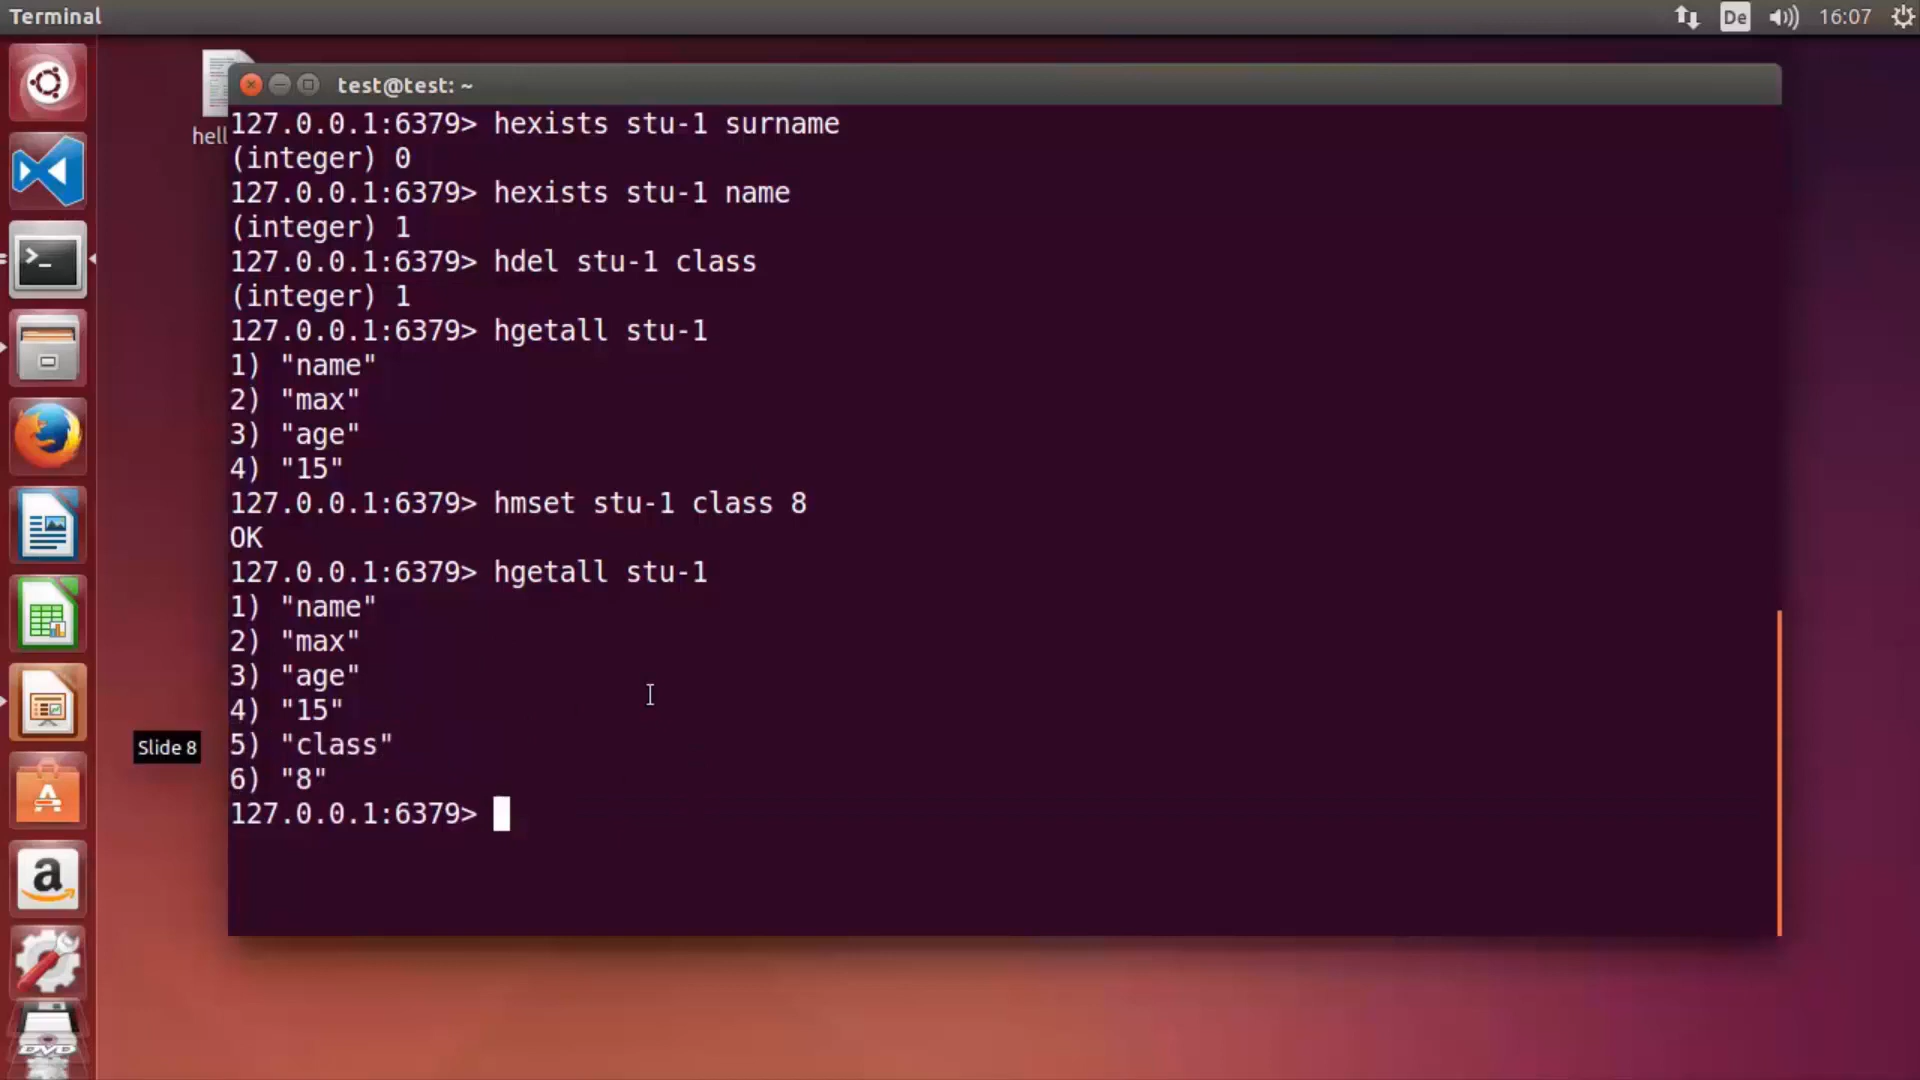 Terminal
De
16:07
test@test: ~
hell
127.0.0.1:6379> hexists stu-1 surname
(integer) 0
127.0.0.1:6379> hexists stu-1 name
(integer) 1
127.0.0.1:6379> hdel stu-1 class
(integer) 1
127.0.0.1:6379> hgetall stu-1
1) "name"
2) "max"
3) "age"
4) "15"
127.0.0.1:6379> hmset stu-1 class 8
OK
127.0.0.1:6379> hgetall stu-1
1) "name"
2) "max"
3) "age"
4) "15"
Slide 8
5) "class"
6) "8"
127.0.0.1:6379>
a
DVD